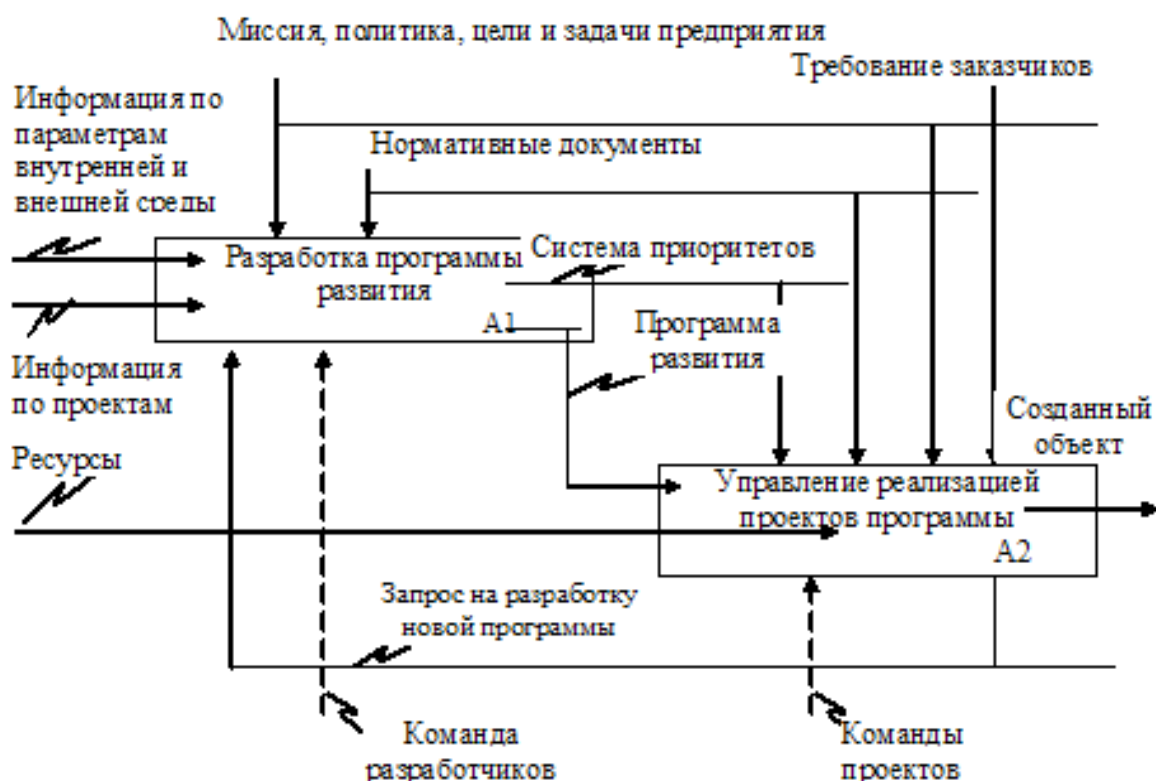 Миссия, политика, цели и задачи предприятия
Требование заказчиков
Информация по
параметрам
внутренней и
внешней среды
Нормативные документы
Разработка программы
развития
А1
Система приоритетов
Программа
развития
Информация
по проектам
Ресурсы
Созданный
объект
Управление реализацией
проектов программы
А2
Запрос на разработку
новой программы
Команда
разработчиков
Команды
проектов